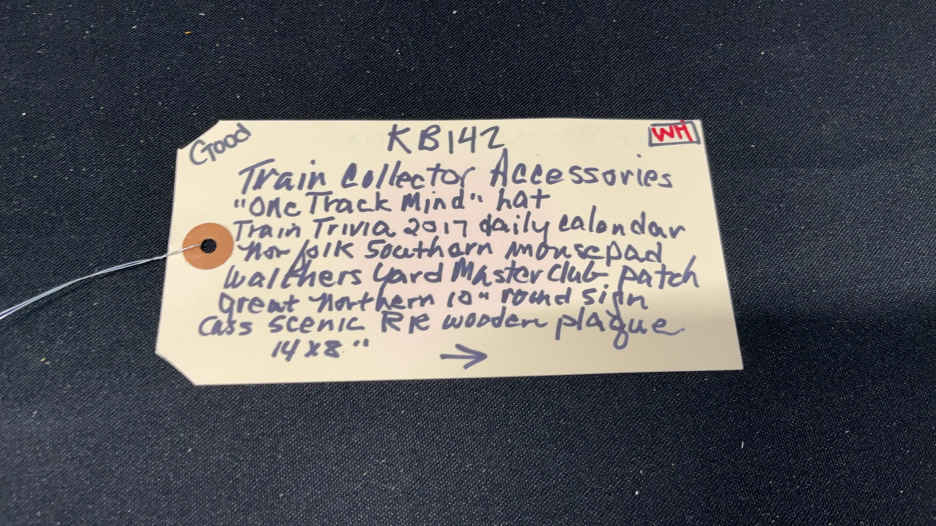 Good
KB142
WH
Train Collector Accessories
"One Track Mind" hat
Train Trivia 2017 daily calandar
Norfolk Southern mousepad
Walthers Yard Master Club patch
Great Northern 10" round sign
Cass Scenic RR wooden plaque
14x8"